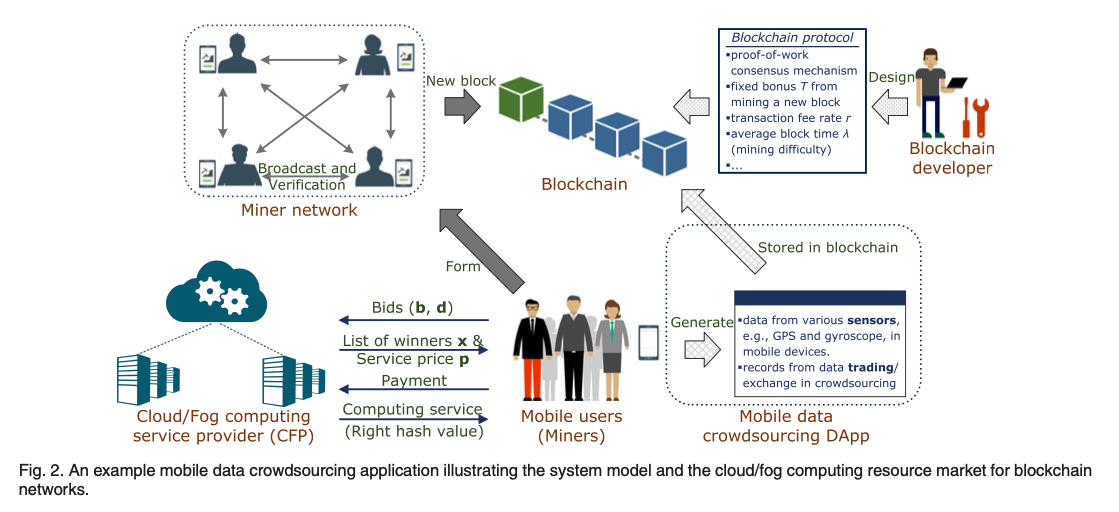 Blockchain protocol
▪proof-of-work
consensus mechanism
▪fixed bonus T from
mining a new block
▪transaction fee rate r
▪average block time λ
(mining difficulty)
▪...
New block
Design
Broadcast and
Verification
Miner network
Blockchain
Blockchain
developer
Form
Stored in blockchain
Bids (b, d)
List of winners x &
Service price p
Payment
Computing service
(Right hash value)
Generate
▪data from various sensors,
e.g., GPS and gyroscope, in
mobile devices.
▪records from data trading/
exchange in crowdsourcing
Cloud/Fog computing
service provider (CFP)
Mobile users
(Miners)
Mobile data
crowdsourcing DApp
Fig. 2. An example mobile data crowdsourcing application illustrating the system model and the cloud/fog computing resource market for blockchain
networks.